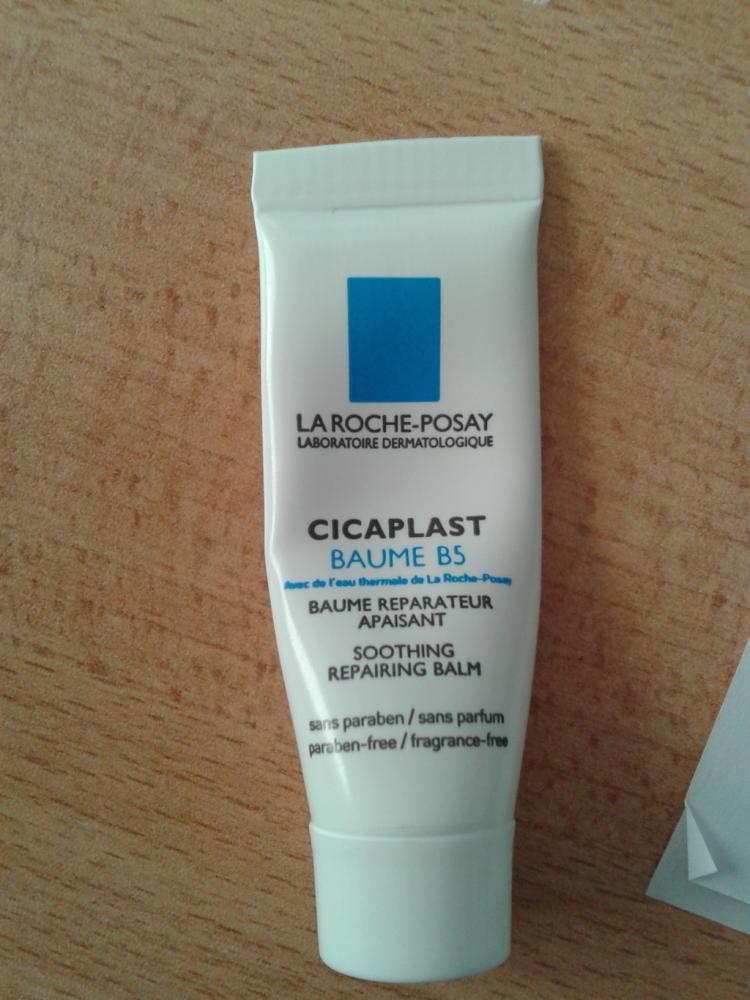 LA ROCHE-POSAY
LABORATOIRE DERMATOLOGIQUE
CICAPLAST
BAUME B5
Avec de l'eau thermale de La Roche-Posay
BAUME REPARATEUR
APAISANT
SOOTHING
REPAIRING BALM
sans paraben / sans parfum
paraben-free / fragrance-free